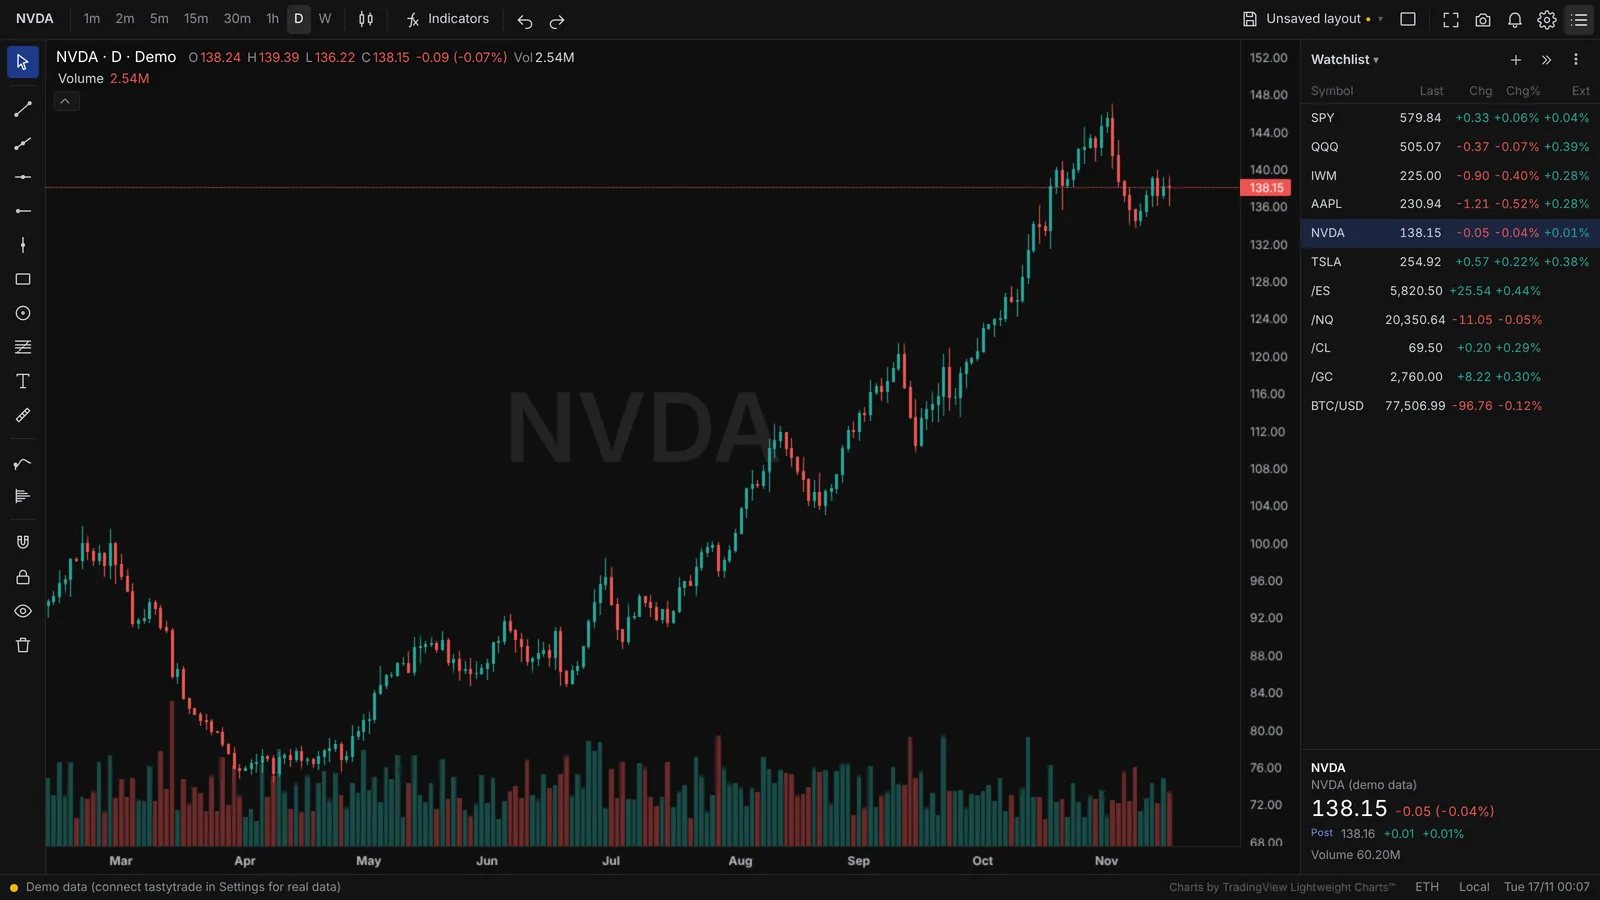 NVDA 1m 2m 5m 15m 30m 1h D W Indicators Unsaved layout
NVDA · D · Demo O 138.24 H 139.39 L 136.22 C 138.15 -0.09 (-0.07%) Vol 2.54M
Volume 2.54M
NVDA
152.00
148.00
144.00
140.00
138.15
136.00
132.00
128.00
124.00
120.00
116.00
112.00
108.00
104.00
100.00
96.00
92.00
88.00
84.00
80.00
76.00
72.00
68.00
Mar Apr May Jun Jul Aug Sep Oct Nov
Watchlist
Symbol Last Chg Chg% Ext
SPY 579.84 +0.33 +0.06% +0.04%
QQQ 505.07 -0.37 -0.07% +0.39%
IWM 225.00 -0.90 -0.40% +0.28%
AAPL 230.94 -1.21 -0.52% +0.28%
NVDA 138.15 -0.05 -0.04% +0.01%
TSLA 254.92 +0.57 +0.22% +0.38%
/ES 5,820.50 +25.54 +0.44%
/NQ 20,350.64 -11.05 -0.05%
/CL 69.50 +0.20 +0.29%
/GC 2,760.00 +8.22 +0.30%
BTC/USD 77,506.99 -96.76 -0.12%
NVDA
NVDA (demo data)
138.15 -0.05 (-0.04%)
Post 138.16 +0.01 +0.01%
Volume 60.20M
Demo data (connect tastytrade in Settings for real data)
Charts by TradingView Lightweight Charts™ ETH Local Tue 17/11 00:07